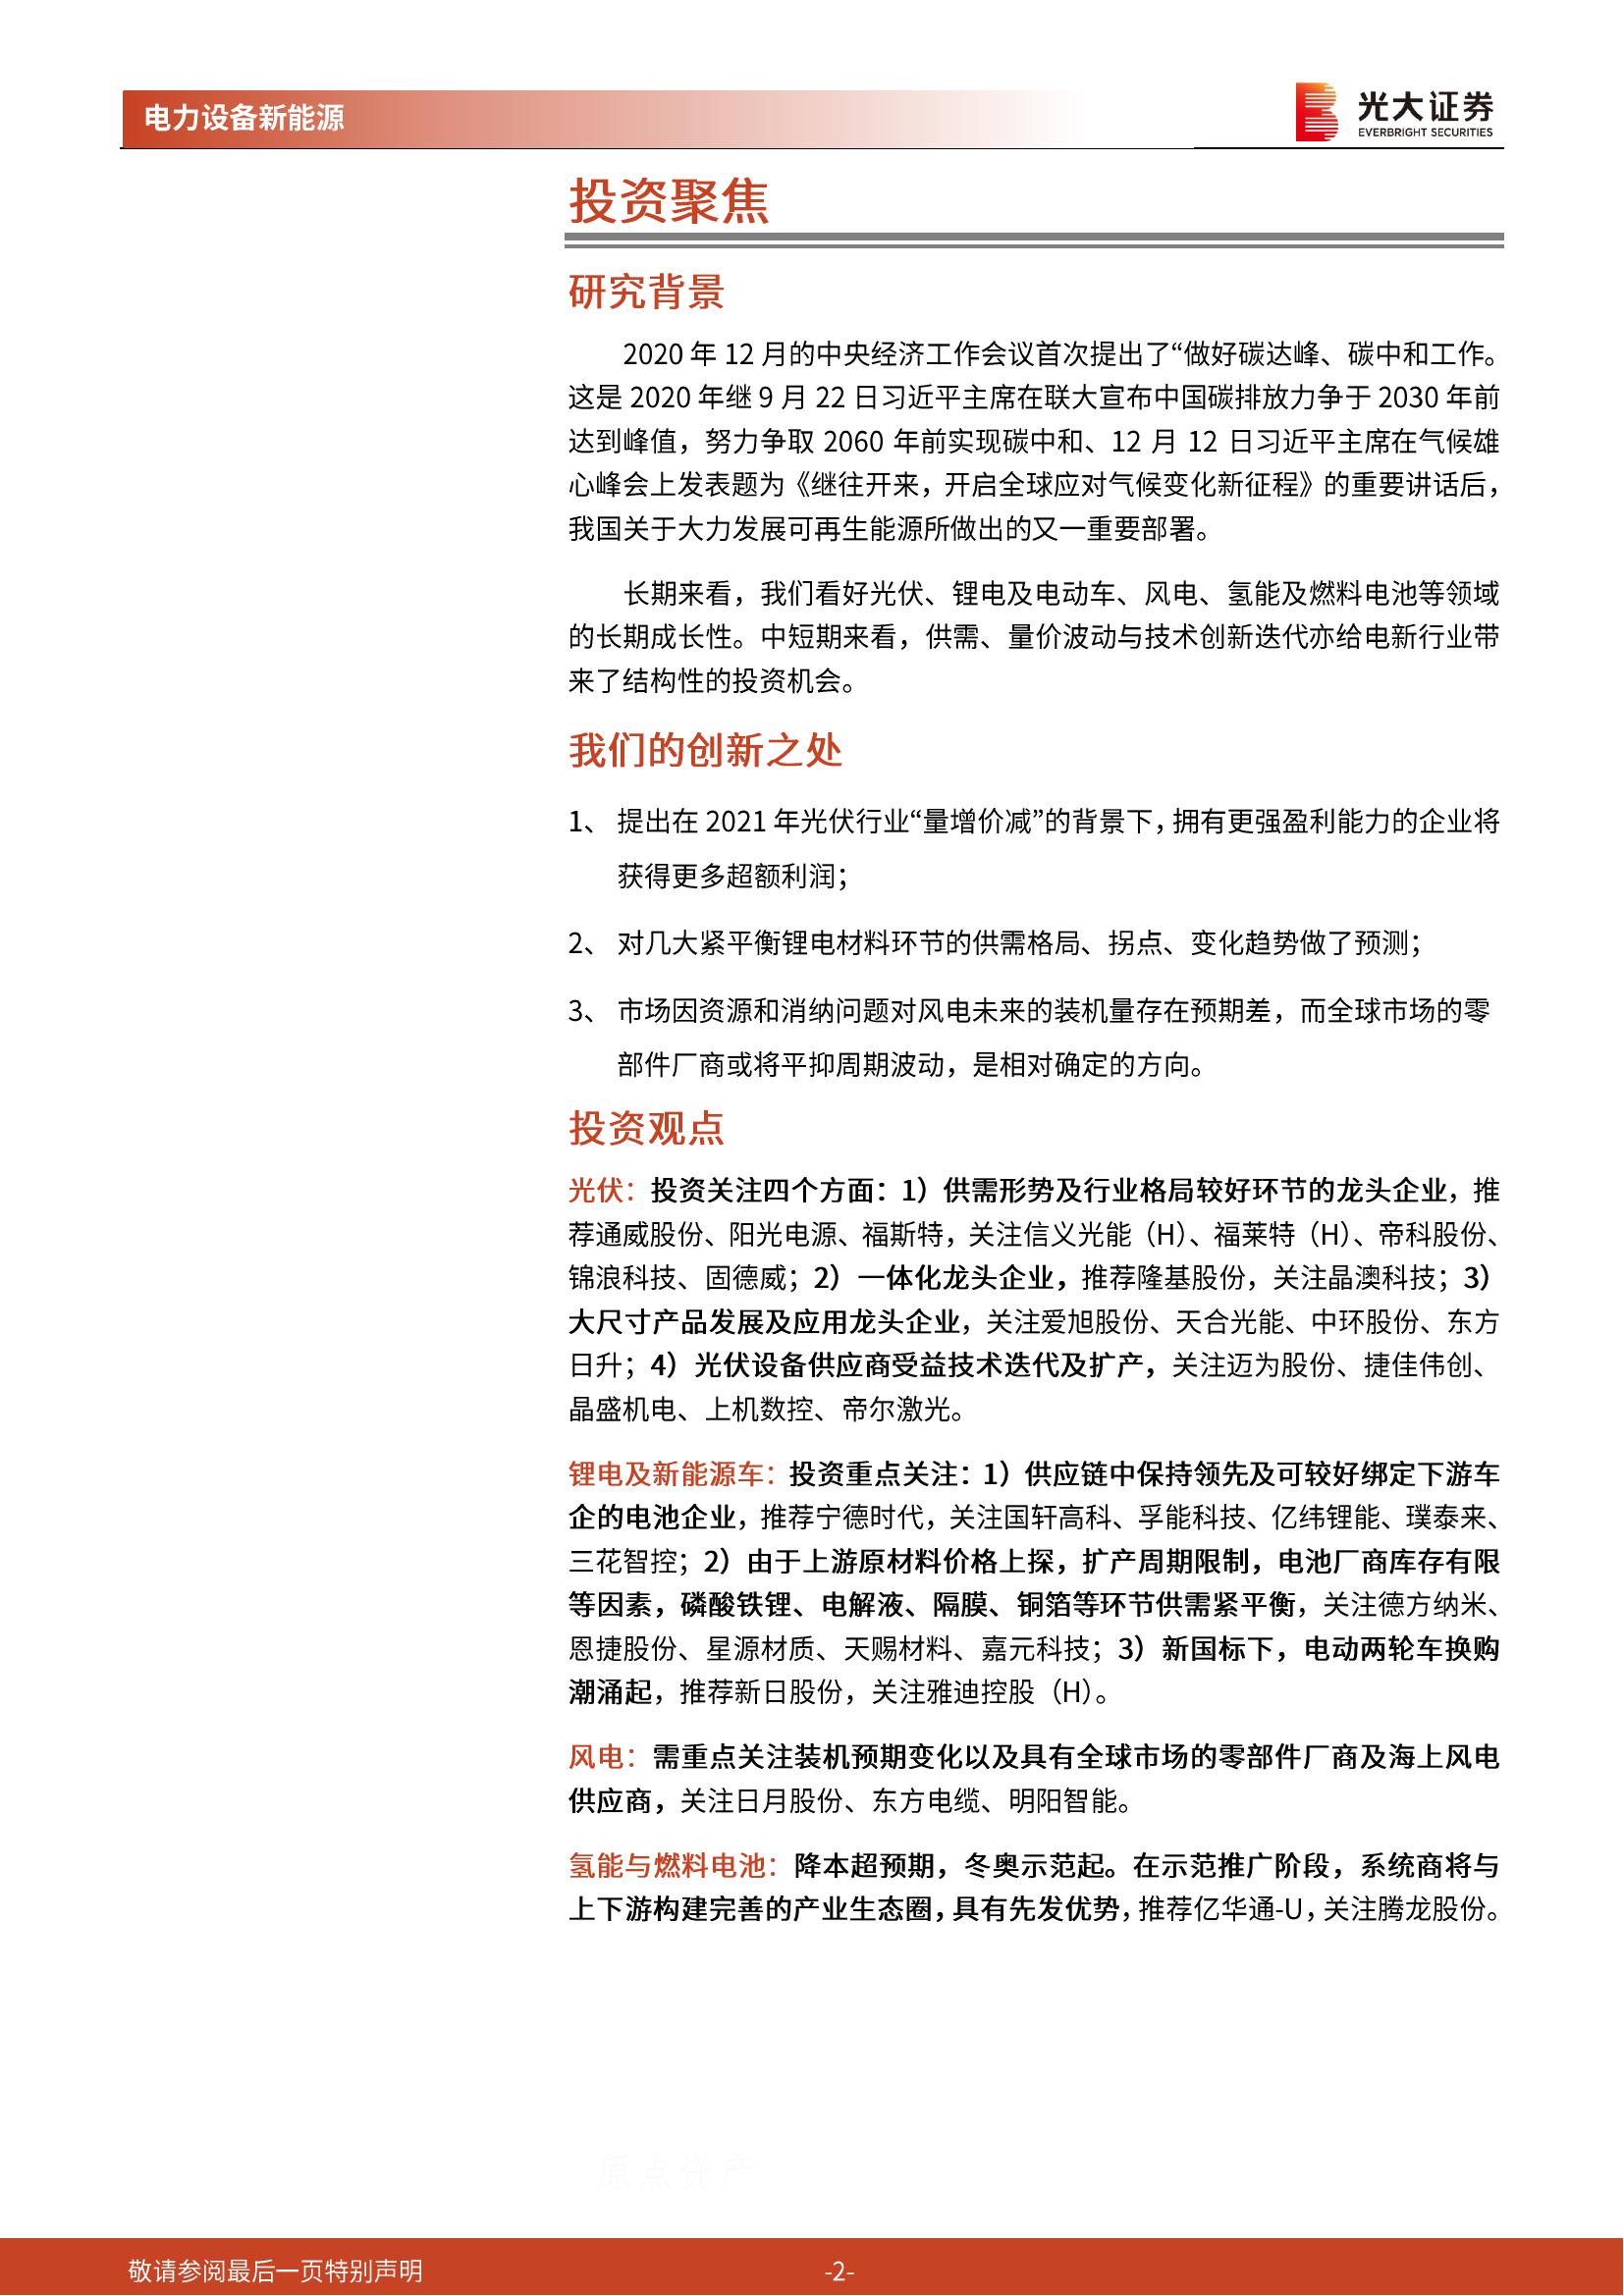 电力设备新能源
光大证券
EVERBRIGHT SECURITIES
投资聚焦
研究背景
2020 年 12 月的中央经济工作会议首次提出了“做好碳达峰、碳中和工作。
这是 2020 年继 9 月 22 日习近平主席在联大宣布中国碳排放力争于 2030 年前
达到峰值，努力争取 2060 年前实现碳中和、12 月 12 日习近平主席在气候雄
心峰会上发表题为《继往开来，开启全球应对气候变化新征程》的重要讲话后，
我国关于大力发展可再生能源所做出的又一重要部署。
长期来看，我们看好光伏、锂电及电动车、风电、氢能及燃料电池等领域
的长期成长性。中短期来看，供需、量价波动与技术创新迭代亦给电新行业带
来了结构性的投资机会。
我们的创新之处
1、 提出在 2021 年光伏行业“量增价减”的背景下，拥有更强盈利能力的企业将
获得更多超额利润；
2、 对几大紧平衡锂电材料环节的供需格局、拐点、变化趋势做了预测；
3、 市场因资源和消纳问题对风电未来的装机量存在预期差，而全球市场的零
部件厂商或将平抑周期波动，是相对确定的方向。
投资观点
光伏：投资关注四个方面：1）供需形势及行业格局较好环节的龙头企业，推
荐通威股份、阳光电源、福斯特，关注信义光能（H）、福莱特（H）、帝科股份、
锦浪科技、固德威；2）一体化龙头企业，推荐隆基股份，关注晶澳科技；3）
大尺寸产品发展及应用龙头企业，关注爱旭股份、天合光能、中环股份、东方
日升；4）光伏设备供应商受益技术迭代及扩产，关注迈为股份、捷佳伟创、
晶盛机电、上机数控、帝尔激光。
锂电及新能源车：投资重点关注：1）供应链中保持领先及可较好绑定下游车
企的电池企业，推荐宁德时代，关注国轩高科、孚能科技、亿纬锂能、璞泰来、
三花智控；2）由于上游原材料价格上探，扩产周期限制，电池厂商库存有限
等因素，磷酸铁锂、电解液、隔膜、铜箔等环节供需紧平衡，关注德方纳米、
恩捷股份、星源材质、天赐材料、嘉元科技；3）新国标下，电动两轮车换购
潮涌起，推荐新日股份，关注雅迪控股（H）。
风电：需重点关注装机预期变化以及具有全球市场的零部件厂商及海上风电
供应商，关注日月股份、东方电缆、明阳智能。
氢能与燃料电池：降本超预期，冬奥示范起。在示范推广阶段，系统商将与
上下游构建完善的产业生态圈，具有先发优势，推荐亿华通-U，关注腾龙股份。
原点资产
敬请参阅最后一页特别声明
-2-